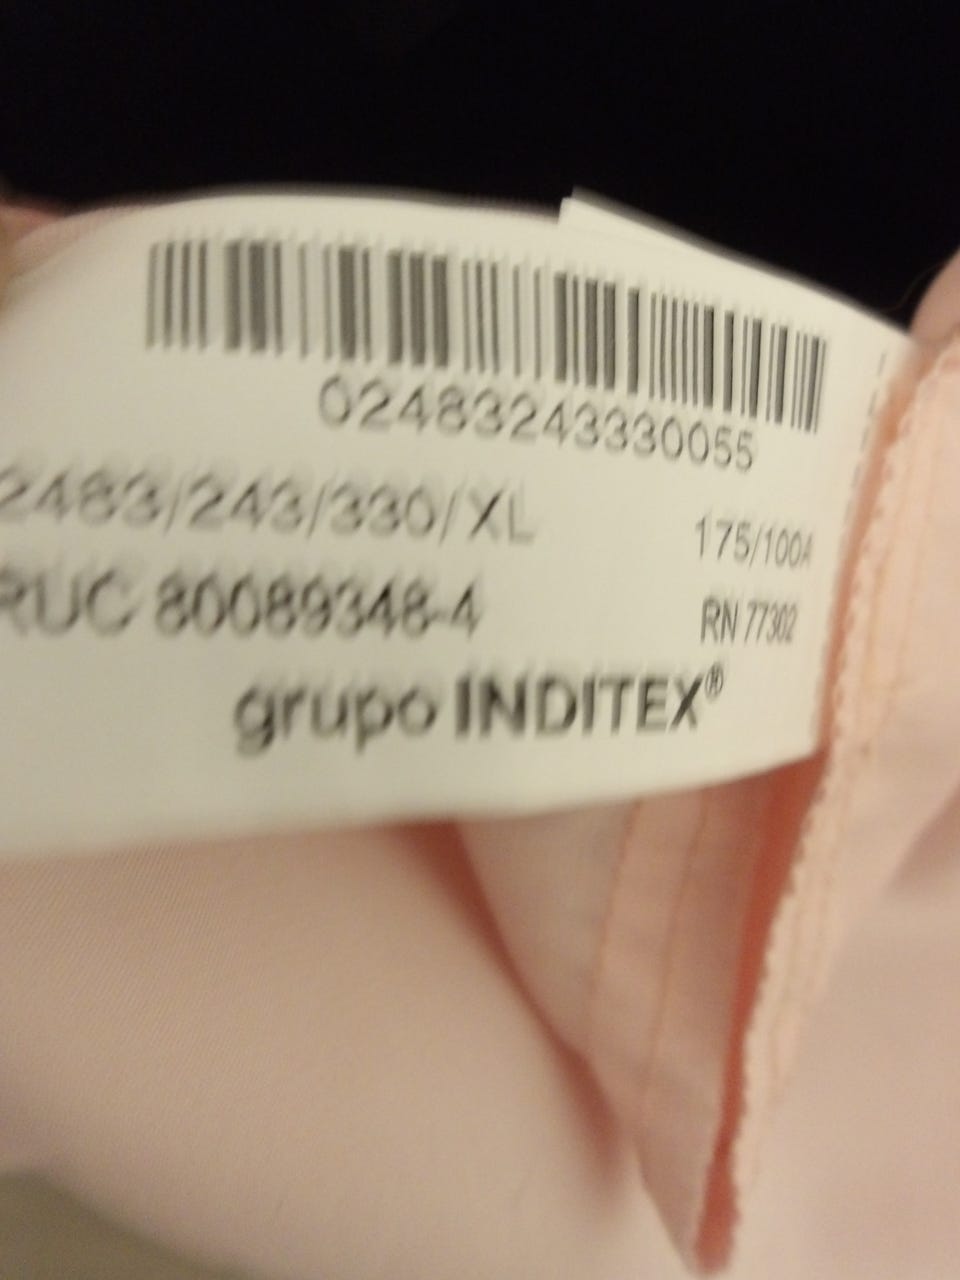 02483243330055
2483/243/330/XL 175/100A
RUC 80089348-4 RN 77302
grupo INDITEX®